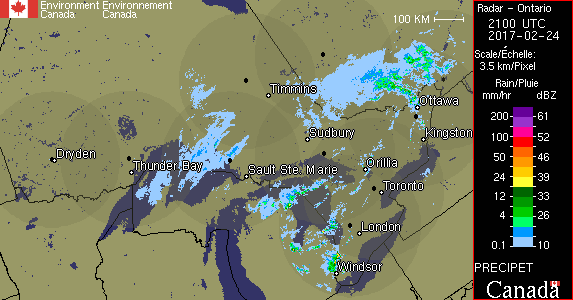 Environment Environnement
Canada Canada
100 KM
Timmins
Ottawa
Sudbury
Kingston
Dryden
Thunder Bay
Sault Ste. Marie
Orillia
Toronto
London
Windsor
Radar - Ontario
2100 UTC
2017-02-24
Scale/Échelle:
3.5 km/Pixel
Rain/Pluie
mm/hr dBZ
200 61
100 52
50 46
24 39
12 33
4 26
0.1 10
PRECIPET
Canada